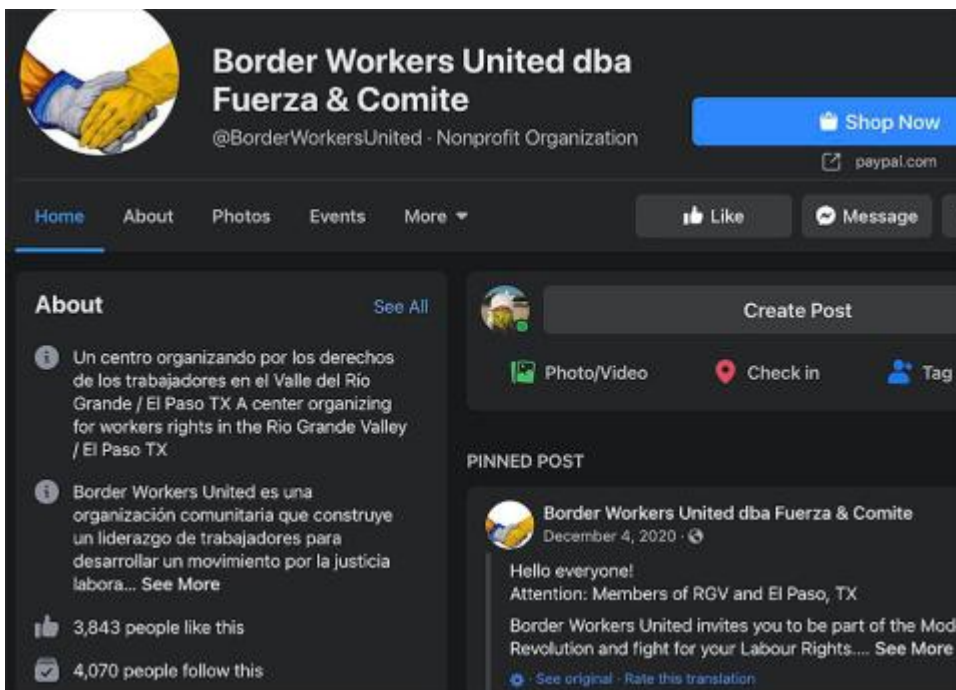 Border Workers United dba
Fuerza & Comite
@BorderWorkersUnited · Nonprofit Organization
Shop Now
paypal.com
Home
About
Photos
Events
More
Like
Message
About
See All
Un centro organizando por los derechos
de los trabajadores en el Valle del Río
Grande / El Paso TX A center organizing
for workers rights in the Rio Grande Valley
/ El Paso TX
Border Workers United es una
organización comunitaria que construye
un liderazgo de trabajadores para
desarrollar un movimiento por la justicia
labora... See More
3,843 people like this
4,070 people follow this
Create Post
Photo/Video
Check in
Tag
PINNED POST
Border Workers United dba Fuerza & Comite
December 4, 2020 ·
Hello everyone!
Attention: Members of RGV and El Paso, TX
Border Workers United invites you to be part of the Mod
Revolution and fight for your Labour Rights.... See More
· See original · Rate this translation